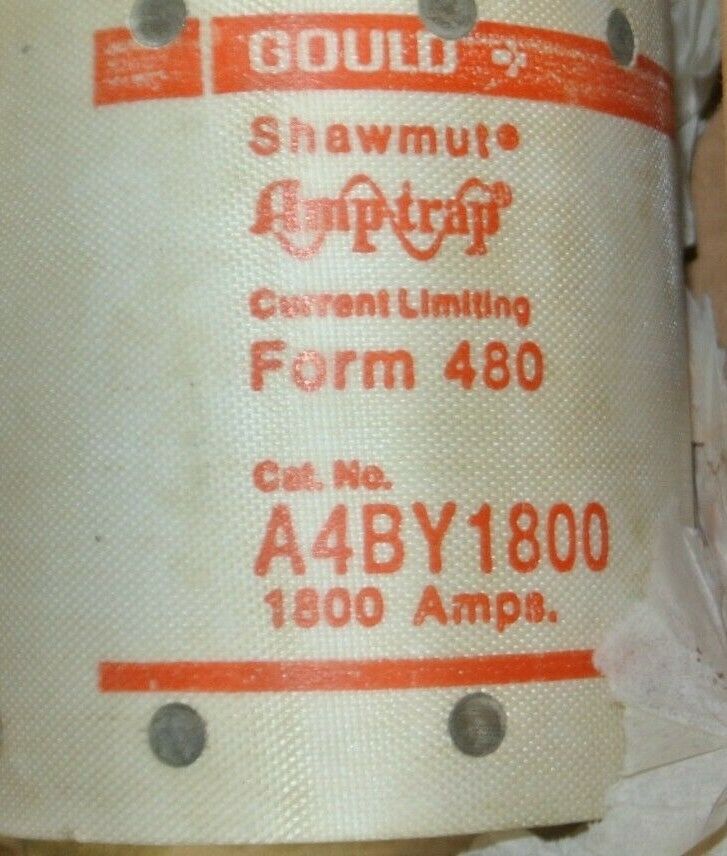 GOULD
Shawmut®
Amp-trap®
Current Limiting
Form 480
Cat. No.
A4BY1800
1800 Amps.